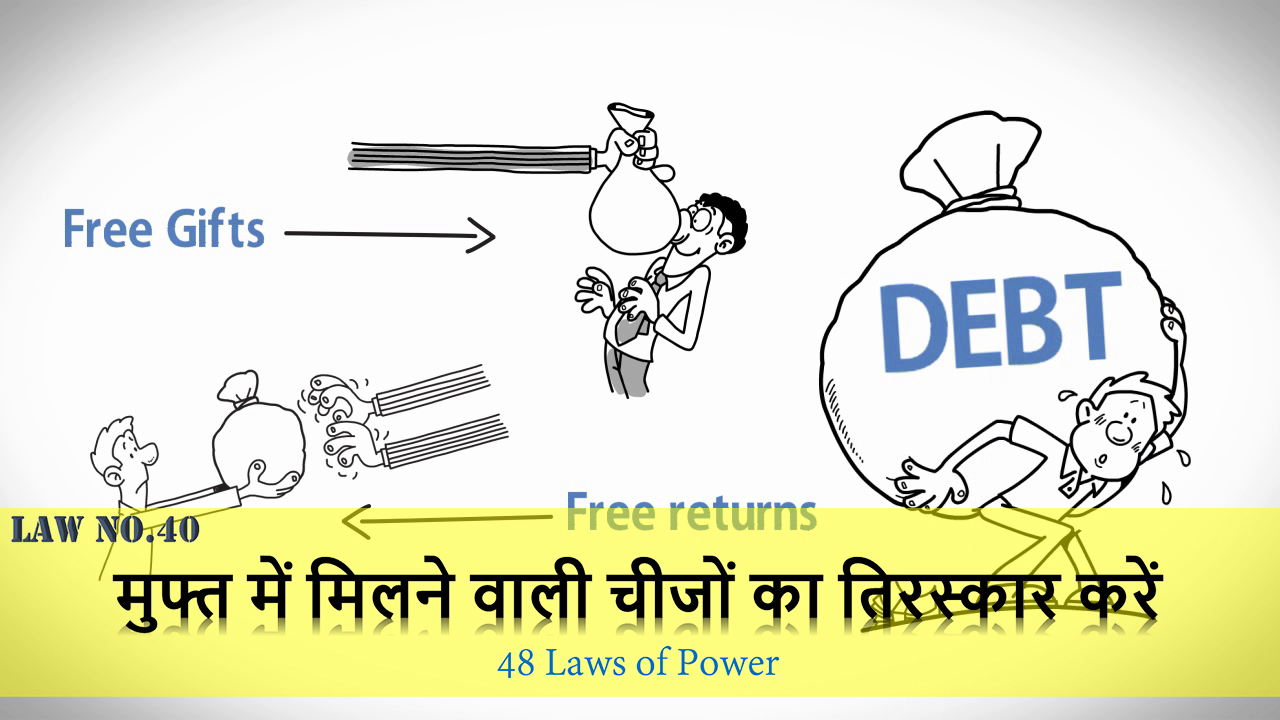 Free Gifts
DEBT
Free returns
LAW NO.40
मुफ्त में मिलने वाली चीजों का तिरस्कार करें
48 Laws of Power